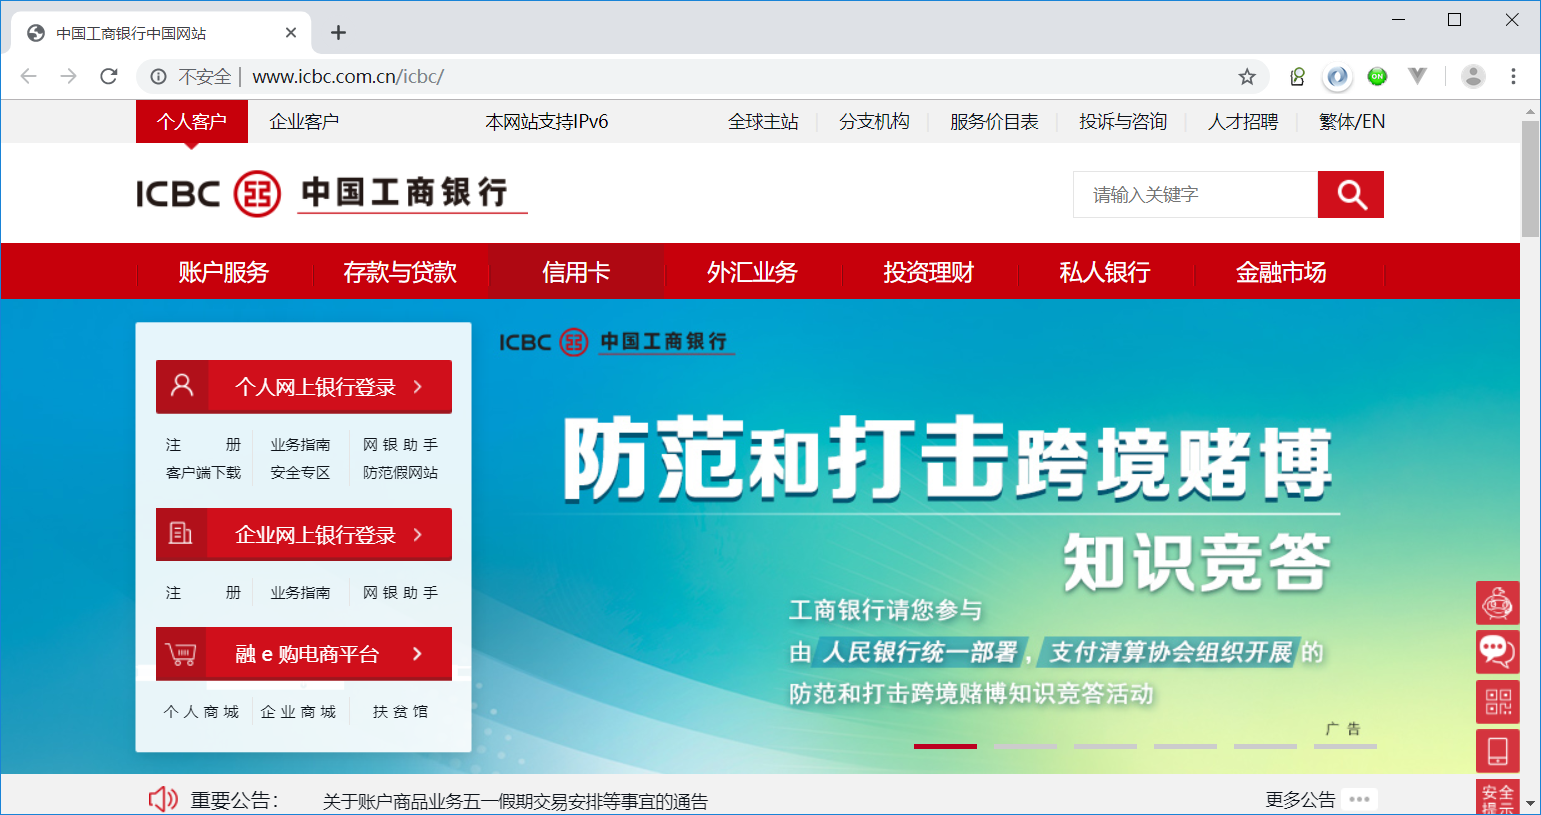 中国工商银行中国网站
不安全 | www.icbc.com.cn/icbc/
ON
个人客户 企业客户 本网站支持IPv6 全球主站 分支机构 服务价目表 投诉与咨询 人才招聘 繁体/EN
ICBC 中国工商银行
请输入关键字
账户服务 存款与贷款 信用卡 外汇业务 投资理财 私人银行 金融市场
ICBC 中国工商银行
个人网上银行登录
注 册 业务指南 网银助手
客户端下载 安全专区 防范假网站
企业网上银行登录
注 册 业务指南 网银助手
融 e 购电商平台
个人商城 企业商城 扶贫馆
防范和打击跨境赌博
知识竞答
工商银行请您参与
由 人民银行统一部署，支付清算协会组织开展 的
防范和打击跨境赌博知识竞答活动
广告
安全
提示
重要公告： 关于账户商品业务五一假期交易安排等事宜的通告 更多公告